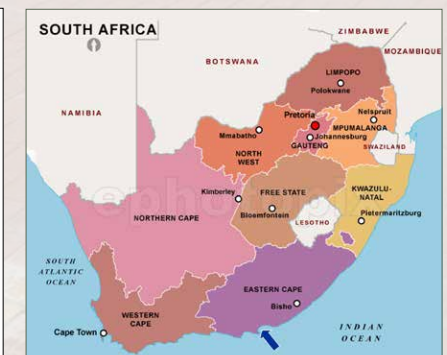 SOUTH AFRICA
ZIMBABWE
MOZAMBIQUE
BOTSWANA
LIMPOPO
Polokwane
NAMIBIA
Pretoria
Nelspruit
MPUMALANGA
Mmabatho
Johannesburg
GAUTENG
NORTH
WEST
SWAZILAND
Kimberley
FREE STATE
KWAZULU-
NATAL
NORTHERN CAPE
Bloemfontein
LESOTHO
Pietermaritzburg
SOUTH
ATLANTIC
OCEAN
EASTERN CAPE
Bisho
WESTERN
CAPE
Cape Town
INDIAN
OCEAN